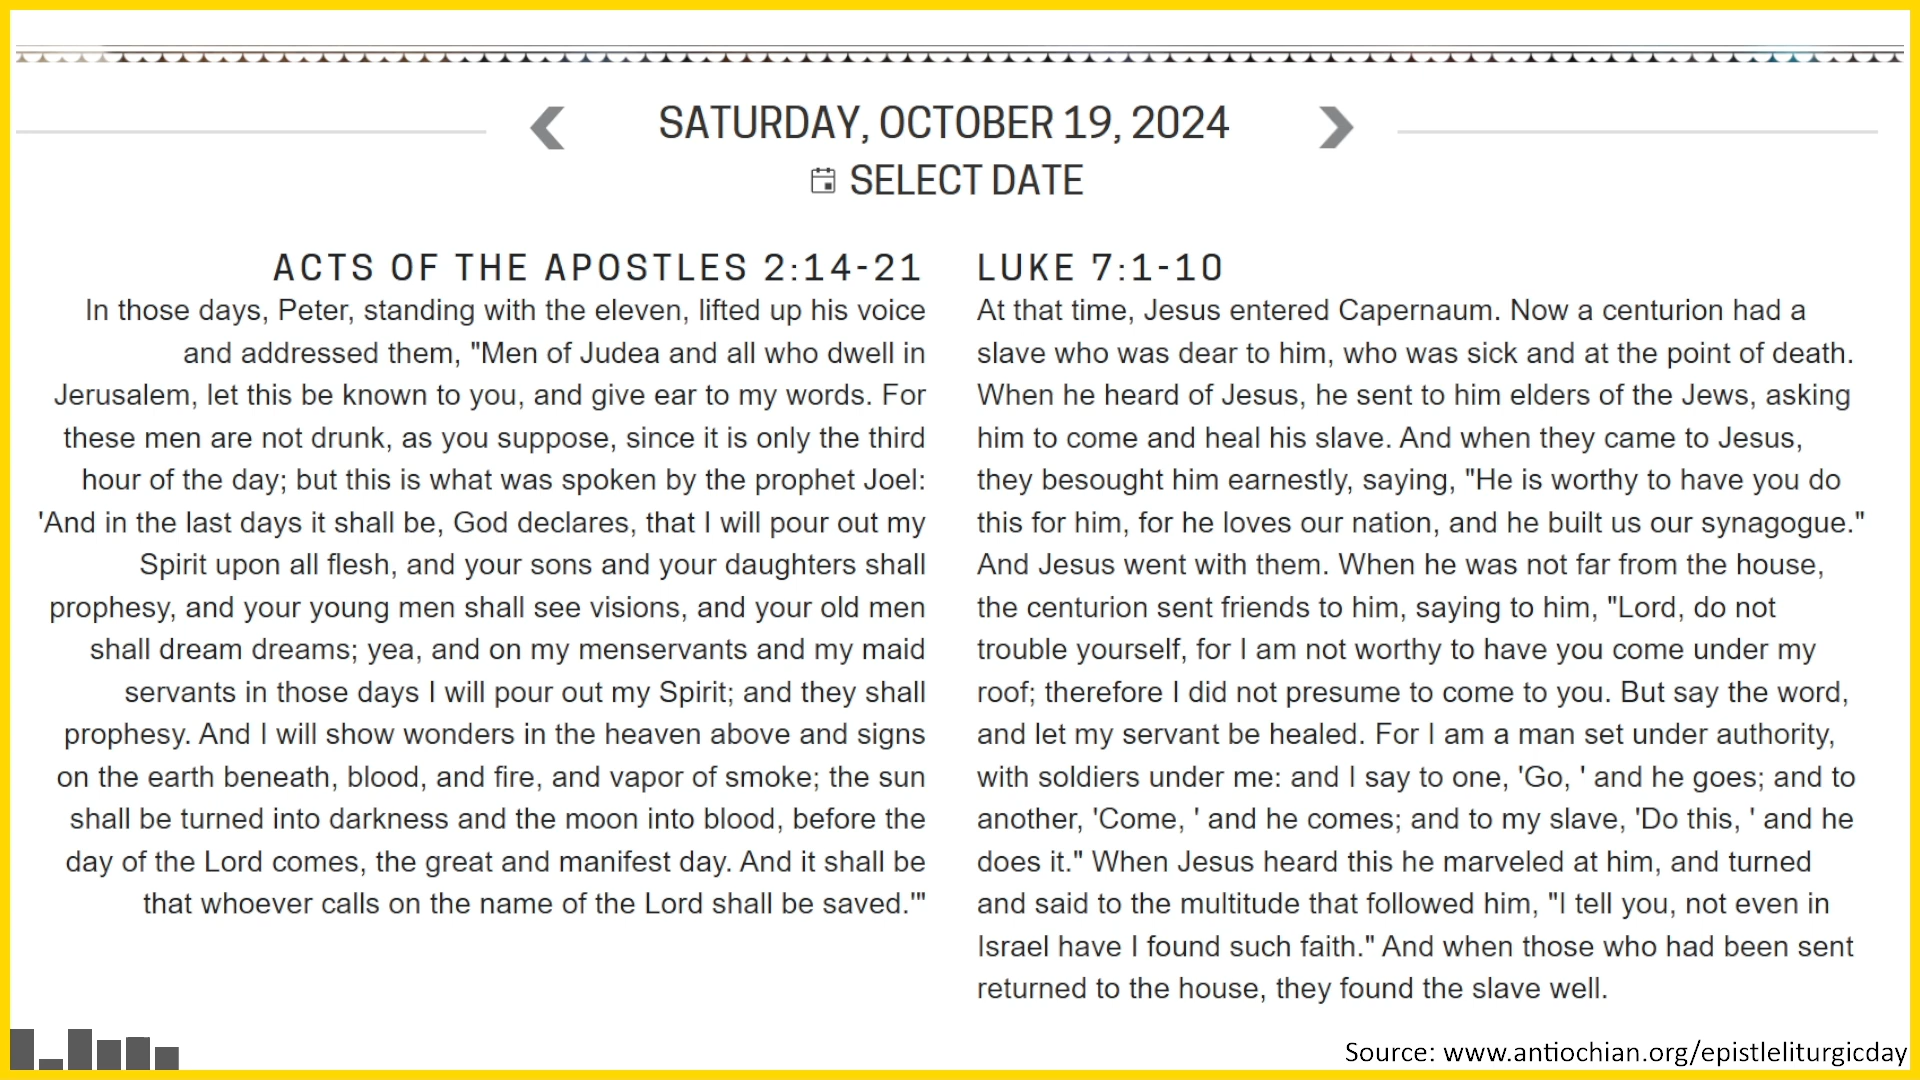 SATURDAY, OCTOBER 19, 2024
SELECT DATE
ACTS OF THE APOSTLES 2:14-21
In those days, Peter, standing with the eleven, lifted up his voice
and addressed them, "Men of Judea and all who dwell in
Jerusalem, let this be known to you, and give ear to my words. For
these men are not drunk, as you suppose, since it is only the third
hour of the day; but this is what was spoken by the prophet Joel:
'And in the last days it shall be, God declares, that I will pour out my
Spirit upon all flesh, and your sons and your daughters shall
prophesy, and your young men shall see visions, and your old men
shall dream dreams; yea, and on my menservants and my maid
servants in those days I will pour out my Spirit; and they shall
prophesy. And I will show wonders in the heaven above and signs
on the earth beneath, blood, and fire, and vapor of smoke; the sun
shall be turned into darkness and the moon into blood, before the
day of the Lord comes, the great and manifest day. And it shall be
that whoever calls on the name of the Lord shall be saved.'"
LUKE 7:1-10
At that time, Jesus entered Capernaum. Now a centurion had a
slave who was dear to him, who was sick and at the point of death.
When he heard of Jesus, he sent to him elders of the Jews, asking
him to come and heal his slave. And when they came to Jesus,
they besought him earnestly, saying, "He is worthy to have you do
this for him, for he loves our nation, and he built us our synagogue."
And Jesus went with them. When he was not far from the house,
the centurion sent friends to him, saying to him, "Lord, do not
trouble yourself, for I am not worthy to have you come under my
roof; therefore I did not presume to come to you. But say the word,
and let my servant be healed. For I am a man set under authority,
with soldiers under me: and I say to one, 'Go, ' and he goes; and to
another, 'Come, ' and he comes; and to my slave, 'Do this, ' and he
does it." When Jesus heard this he marveled at him, and turned
and said to the multitude that followed him, "I tell you, not even in
Israel have I found such faith." And when those who had been sent
returned to the house, they found the slave well.
Source: www.antiochian.org/epistleliturgicday